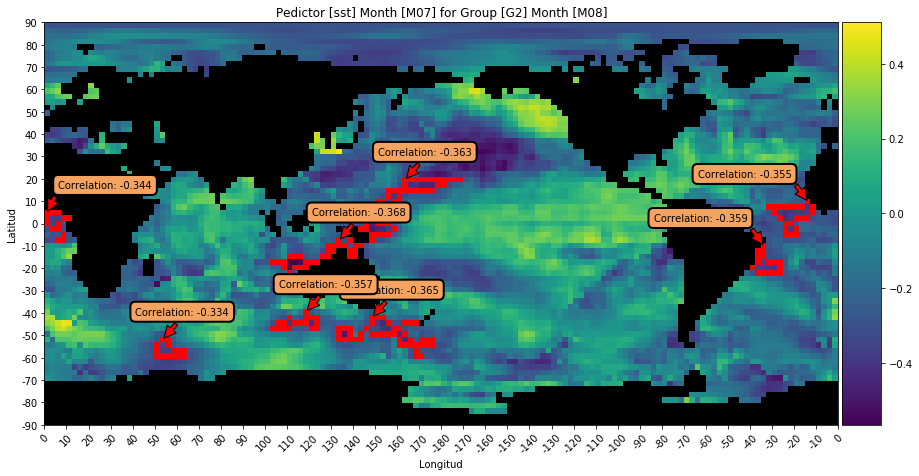 Pedictor [sst] Month [M07] for Group [G2] Month [M08]
90
80
70
60
50
40
30
20
10
0
-10
-20
-30
-40
-50
-60
-70
-80
-90
Latitud
Correlation: -0.363
Correlation: -0.355
Correlation: -0.344
Correlation: -0.368
Correlation: -0.359
Correlation: -0.357
lation: -0.365
Correlation: -0.334
0 10 20 30 40 50 60 70 80 90 100 110 120 130 140 150 160 170 -170 -160 -150 -140 -130 -120 -110 -100 -90 -80 -70 -60 -50 -40 -30 -20 -10 0
Longitud
0.4
0.2
0.0
−0.2
−0.4